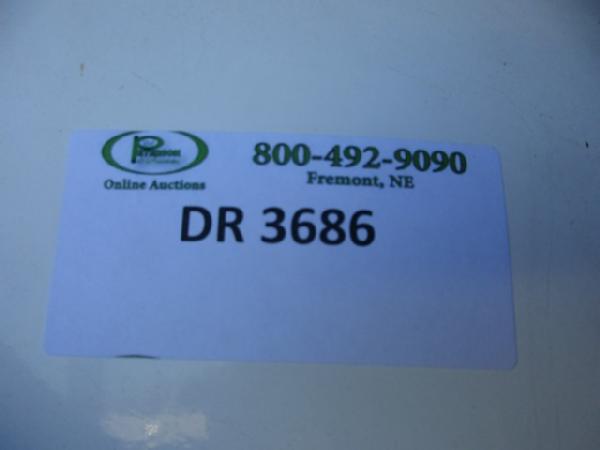 Online Auctions
800-492-9090
Fremont, NE
DR 3686